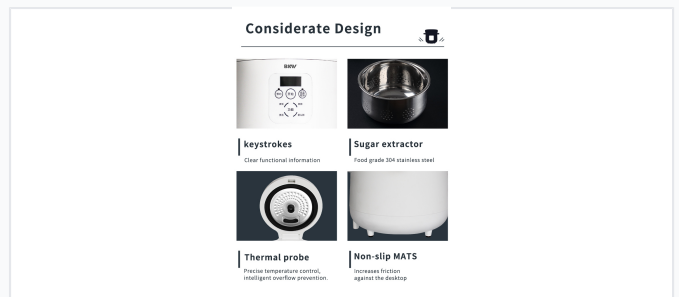 Considerate Design
BKW
keystrokes
Clear functional information
Sugar extractor
Food grade 304 stainless steel
Thermal probe
Precise temperature control,
intelligent overflow prevention.
Non-slip MATS
Increases friction
against the desktop